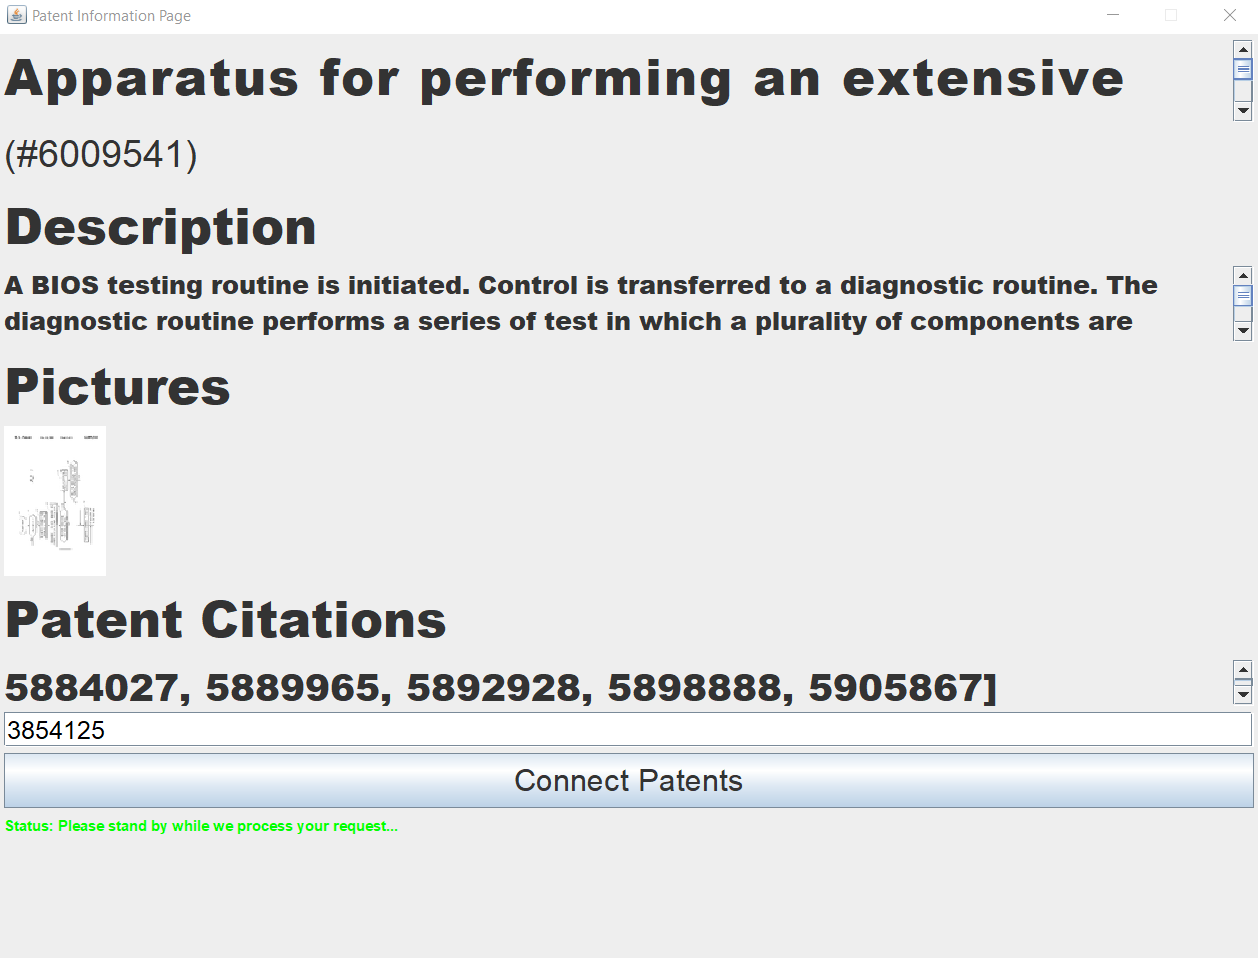 Patent Information Page
Apparatus for performing an extensive
(#6009541)
Description
A BIOS testing routine is initiated. Control is transferred to a diagnostic routine. The
diagnostic routine performs a series of test in which a plurality of components are
Pictures
Patent Citations
5884027, 5889965, 5892928, 5898888, 5905867]
3854125
Connect Patents
Status: Please stand by while we process your request...